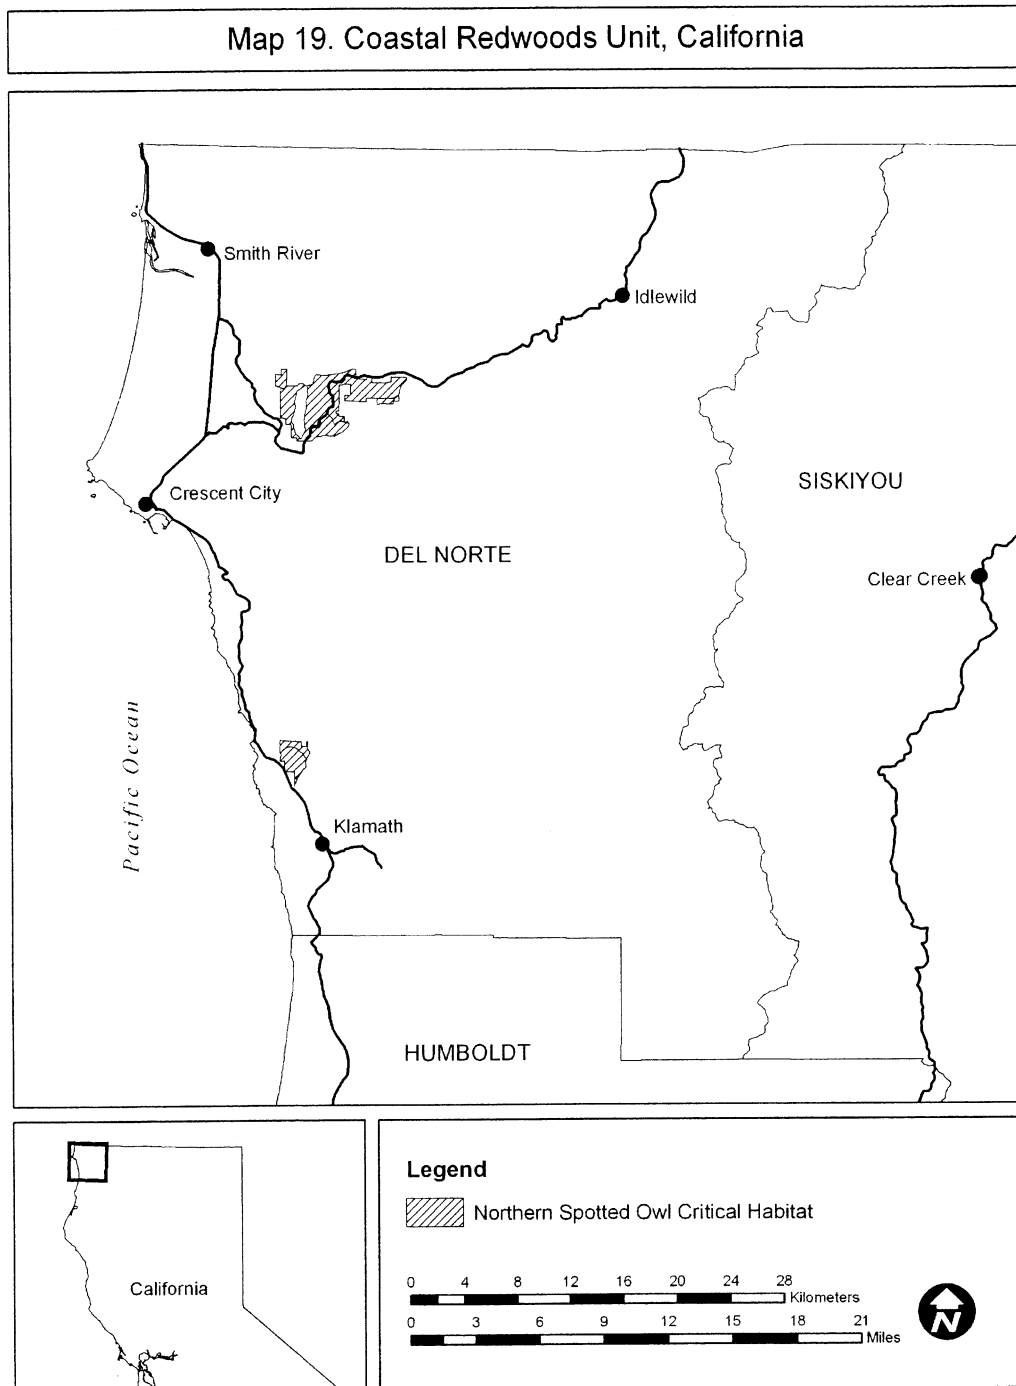 Map 19. Coastal Redwoods Unit, California
Smith River
Idlewild
Crescent City
SISKIYOU
DEL NORTE
Clear Creek
Pacific Ocean
Klamath
HUMBOLDT
California
Legend
Northern Spotted Owl Critical Habitat
0 4 8 12 16 20 24 28
Kilometers
0 3 6 9 12 15 18 21
Miles
N